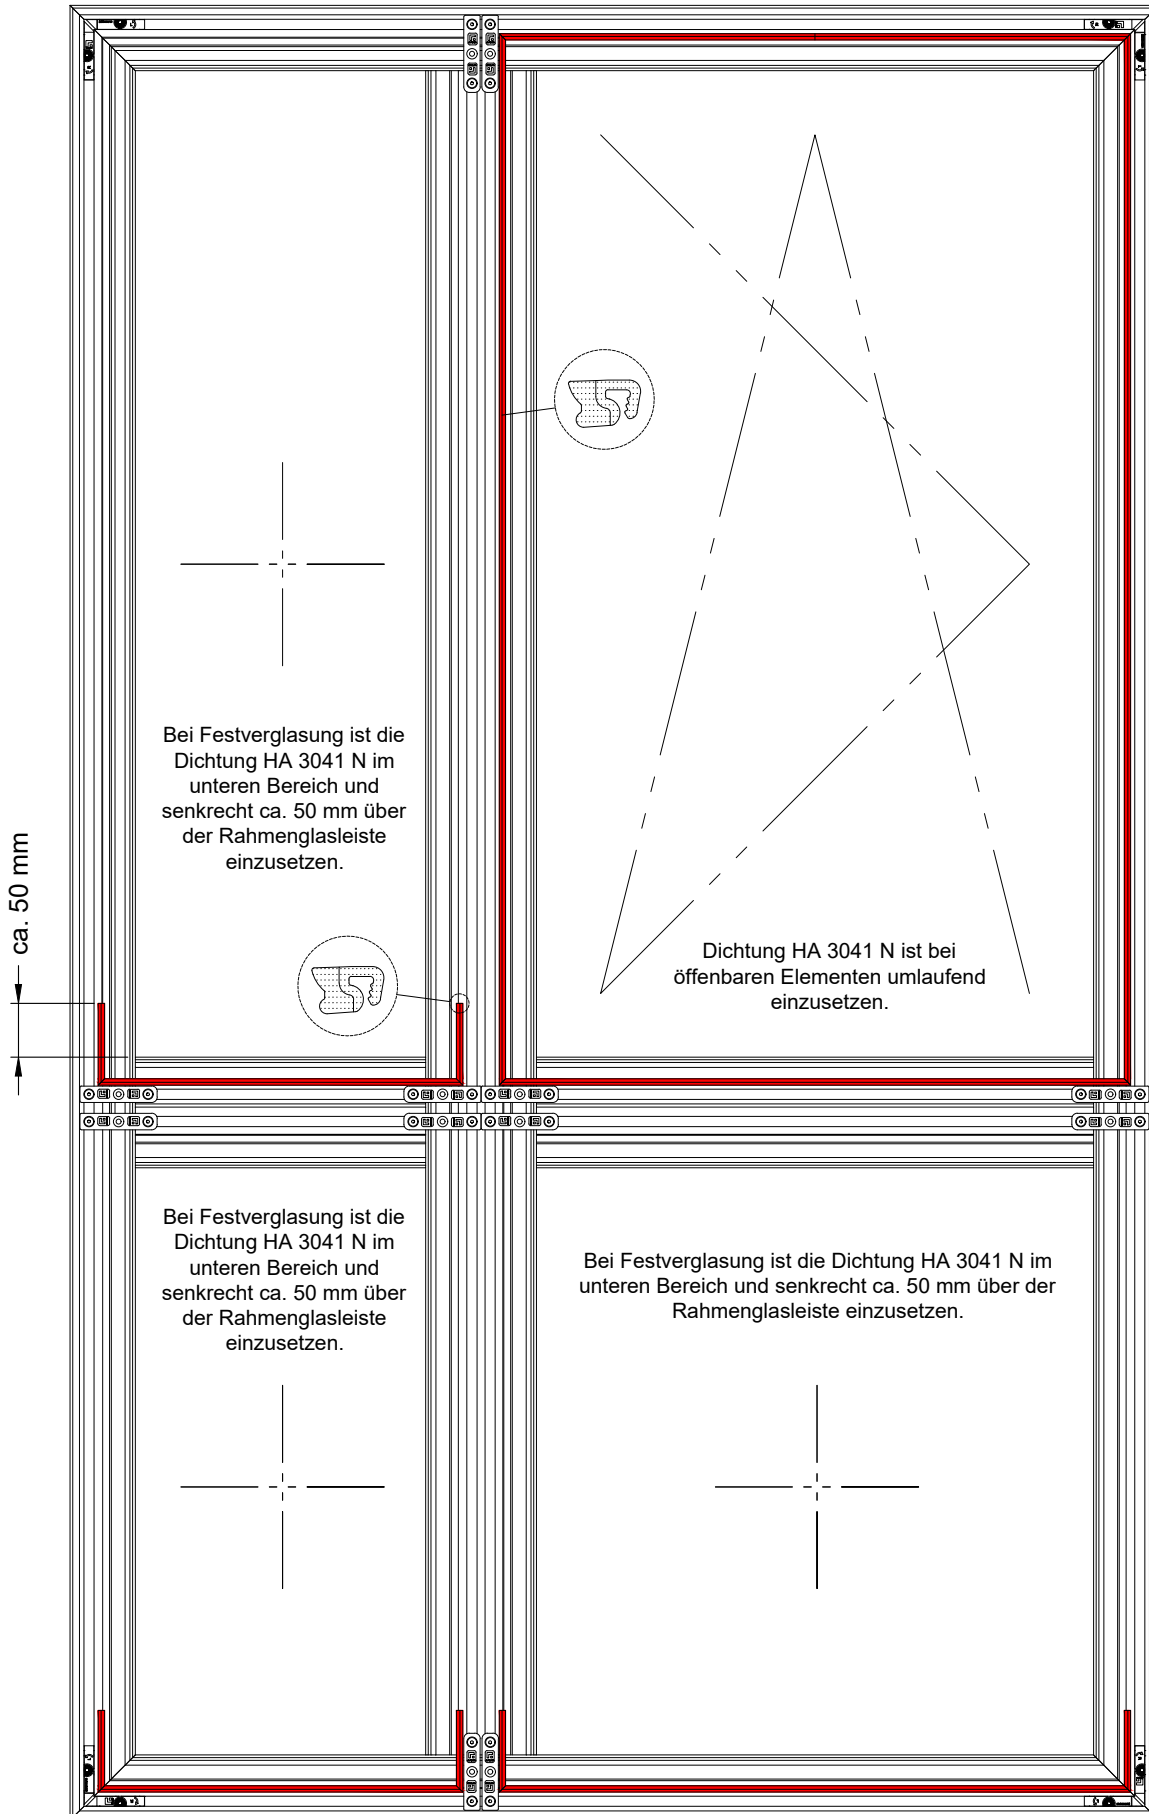 Bei Festverglasung ist die
Dichtung HA 3041 N im
unteren Bereich und
senkrecht ca. 50 mm über
der Rahmenglasleiste
einzusetzen.
ca. 50 mm
Dichtung HA 3041 N ist bei
öffenbaren Elementen umlaufend
einzusetzen.
Bei Festverglasung ist die
Dichtung HA 3041 N im
unteren Bereich und
senkrecht ca. 50 mm über
der Rahmenglasleiste
einzusetzen.
Bei Festverglasung ist die Dichtung HA 3041 N im
unteren Bereich und senkrecht ca. 50 mm über der
Rahmenglasleiste einzusetzen.